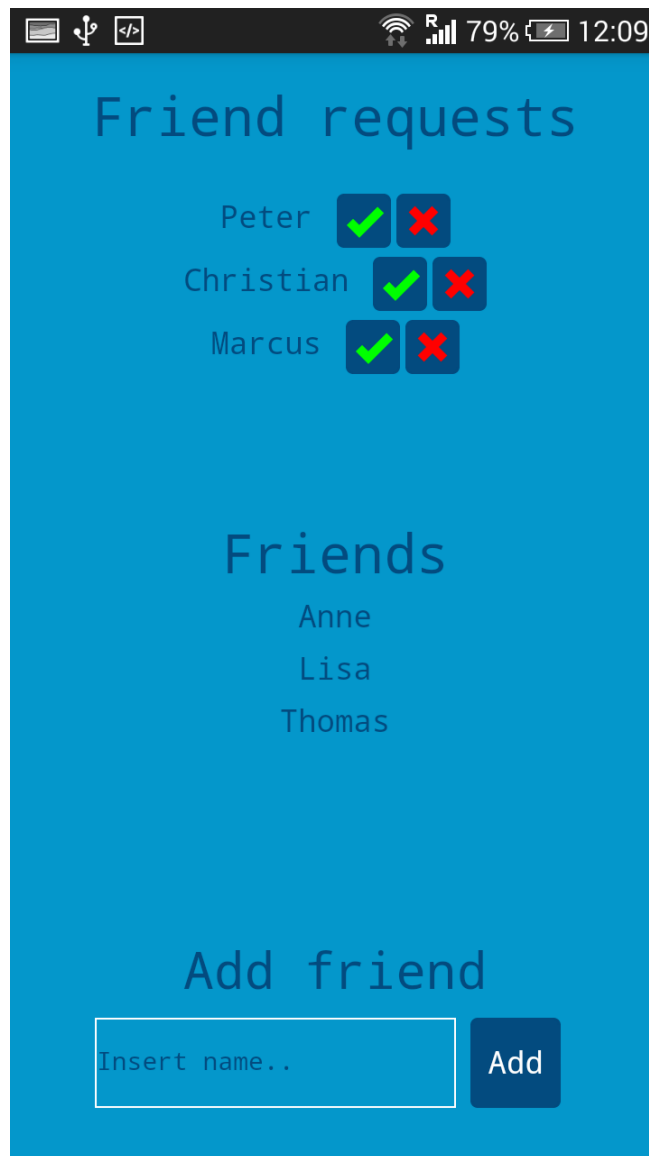 </> R 79% 12:09
Friend requests
Peter
Christian
Marcus
Friends
Anne
Lisa
Thomas
Add friend
Insert name.. Add